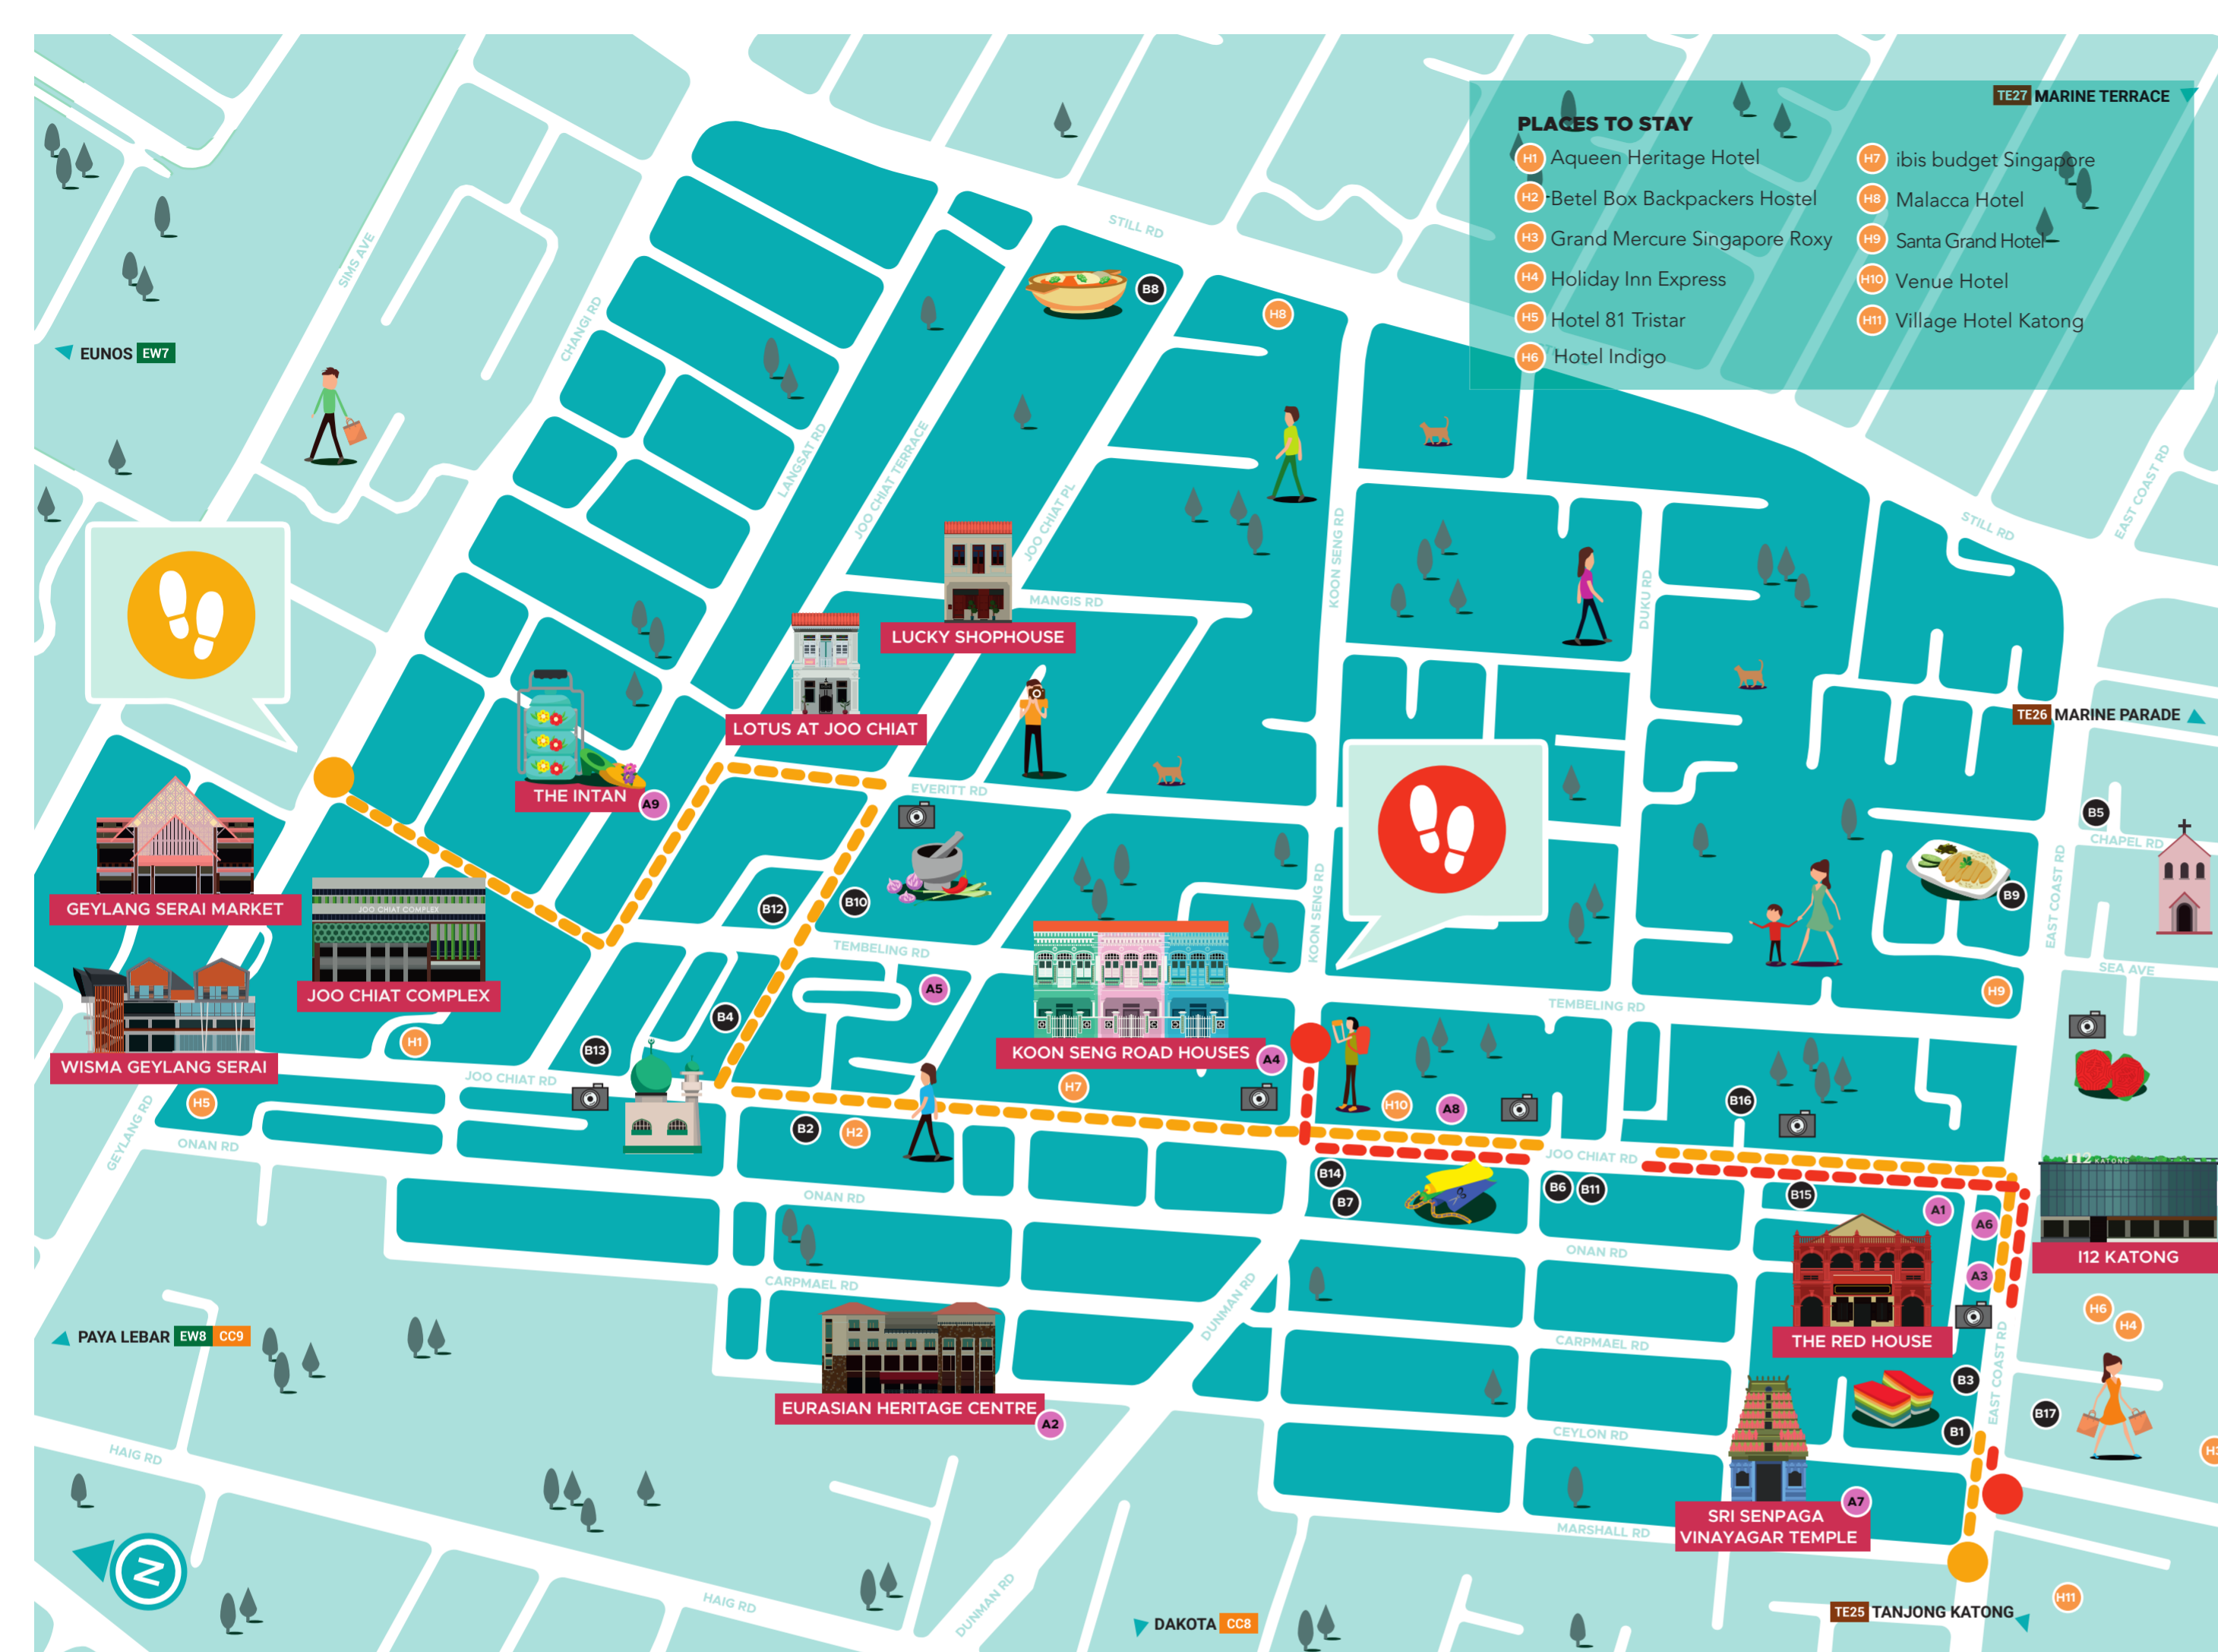 TE27 MARINE TERRACE
PLACES TO STAY
H1 Aqueen Heritage Hotel
H2 Betel Box Backpackers Hostel
H3 Grand Mercure Singapore Roxy
H4 Holiday Inn Express
H5 Hotel 81 Tristar
H6 Hotel Indigo
H7 ibis budget Singapore
H8 Malacca Hotel
H9 Santa Grand Hotel
H10 Venue Hotel
H11 Village Hotel Katong
STILL RD
SIMS AVE
CHANGI RD
B8
H8
EUNOS EW7
LANGSAT RD
JOO CHIAT TERRACE
JOO CHIAT PL
KOON SENG RD
DUKU RD
STILL RD
EAST COAST RD
MANGIS RD
LUCKY SHOPHOUSE
LOTUS AT JOO CHIAT
TE26 MARINE PARADE
THE INTAN
A9
EVERITT RD
B5
CHAPEL RD
GEYLANG SERAI MARKET
JOO CHIAT COMPLEX
JOO CHIAT COMPLEX
B12
B10
TEMBELING RD
KOON SENG RD
B9
EAST COAST RD
SEA AVE
A5
B4
H9
TEMBELING RD
H1
B13
KOON SENG ROAD HOUSES
A4
WISMA GEYLANG SERAI
JOO CHIAT RD
H7
H10
A8
B16
H5
GEYLANG RD
ONAN RD
B2
H2
JOO CHIAT RD
112 KATONG
B14
B7
B6
B11
B15
ONAN RD
A1
A6
ONAN RD
I12 KATONG
CARPMAEL RD
DUNMAN RD
A3
H6
H4
PAYA LEBAR EW8 CC9
CARPMAEL RD
THE RED HOUSE
EAST COAST RD
EURASIAN HERITAGE CENTRE
A2
B3
B17
B1
CEYLON RD
HAIG RD
SRI SENPAGA
VINAYAGAR TEMPLE
A7
MARSHALL RD
N
HAIG RD
DUNMAN RD
DAKOTA CC8
H11
TE25 TANJONG KATONG